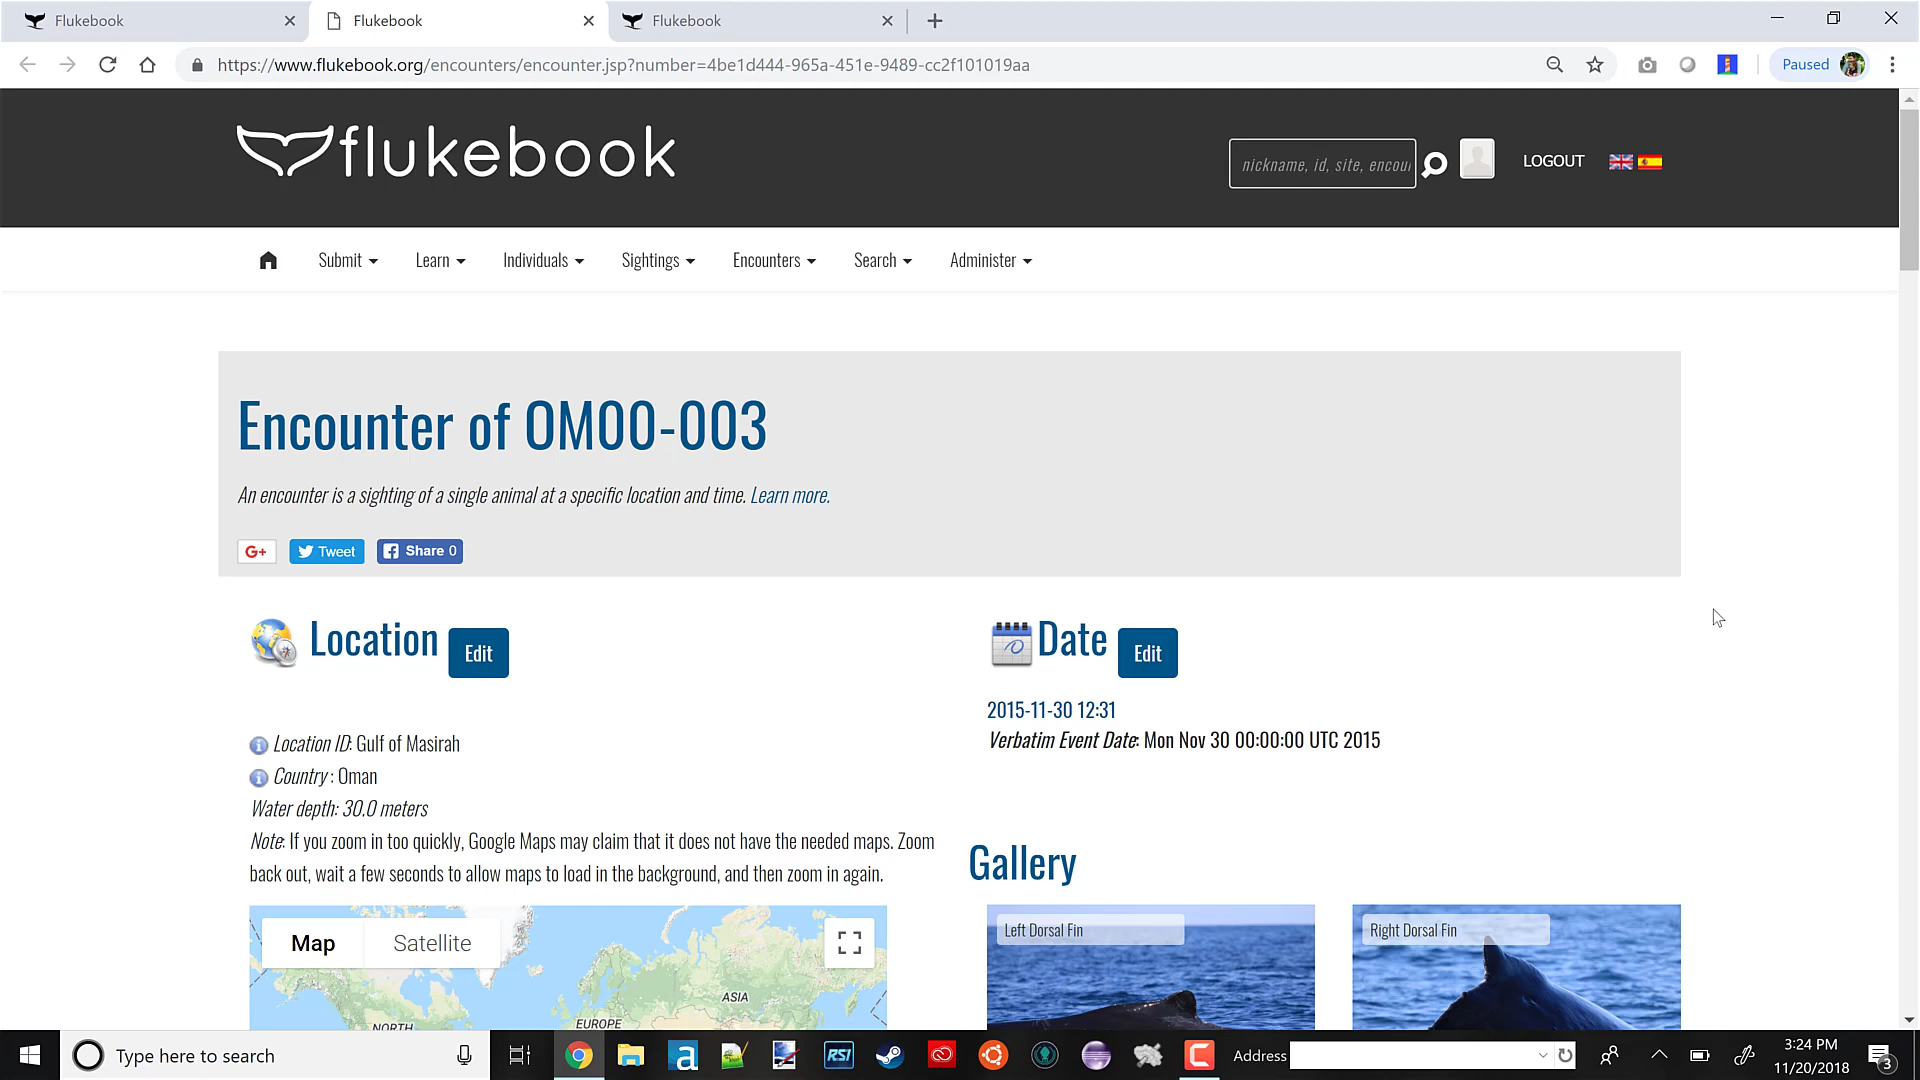 Flukebook
Flukebook
Flukebook
https://www.flukebook.org/encounters/encounter.jsp?number=4be1d444-965a-451e-9489-cc2f101019aa
Paused
flukebook
nickname, id, site, encou
LOGOUT
Submit
Learn
Individuals
Sightings
Encounters
Search
Administer
Encounter of OM00-003
An encounter is a sighting of a single animal at a specific location and time. Learn more.
G+
Tweet
Share 0
Location
Edit
Date
Edit
2015-11-30 12:31
Verbatim Event Date: Mon Nov 30 00:00:00 UTC 2015
Location ID: Gulf of Masirah
Country : Oman
Water depth: 30.0 meters
Note: If you zoom in too quickly, Google Maps may claim that it does not have the needed maps. Zoom
back out, wait a few seconds to allow maps to load in the background, and then zoom in again.
Gallery
Map
Satellite
Left Dorsal Fin
Right Dorsal Fin
ASIA
EUROPE
NORTH
Type here to search
RSI
Address
3:24 PM
11/20/2018
3